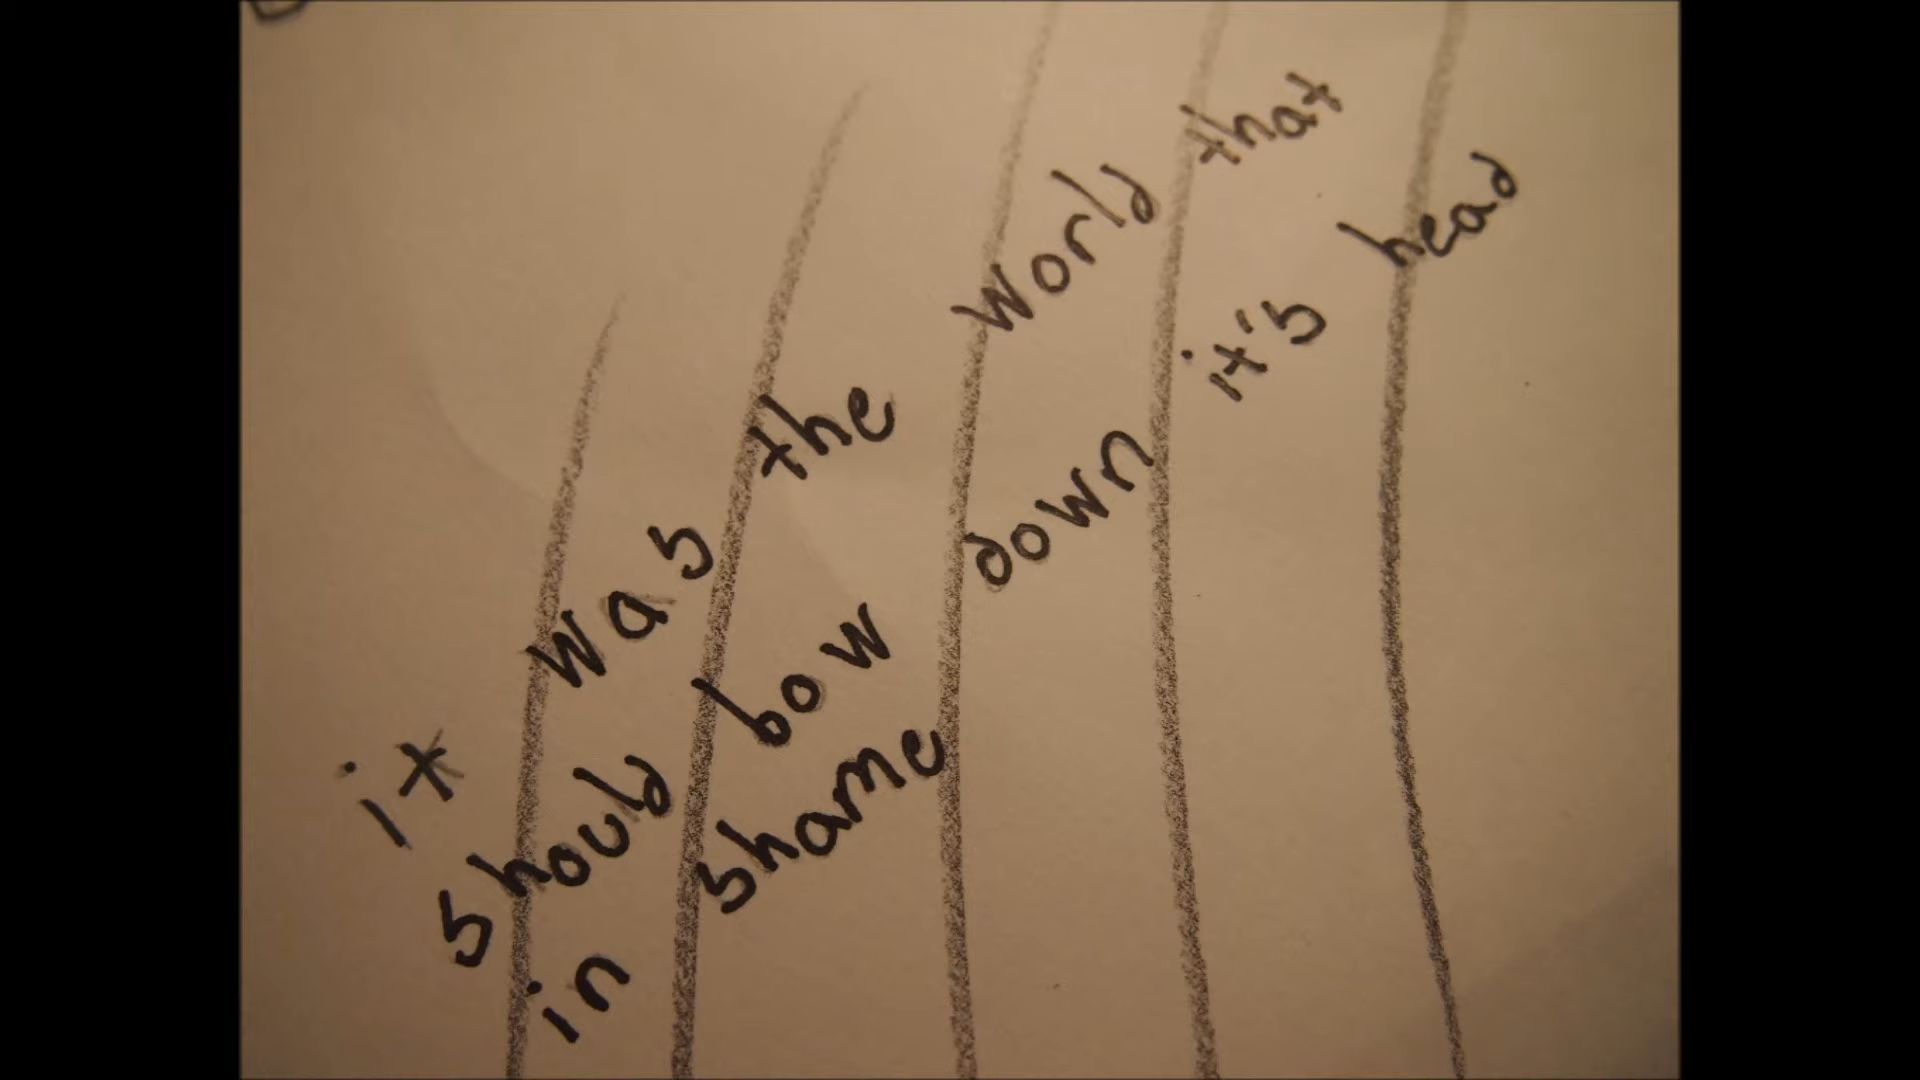 it was the world that
should bow down it's head
in shame